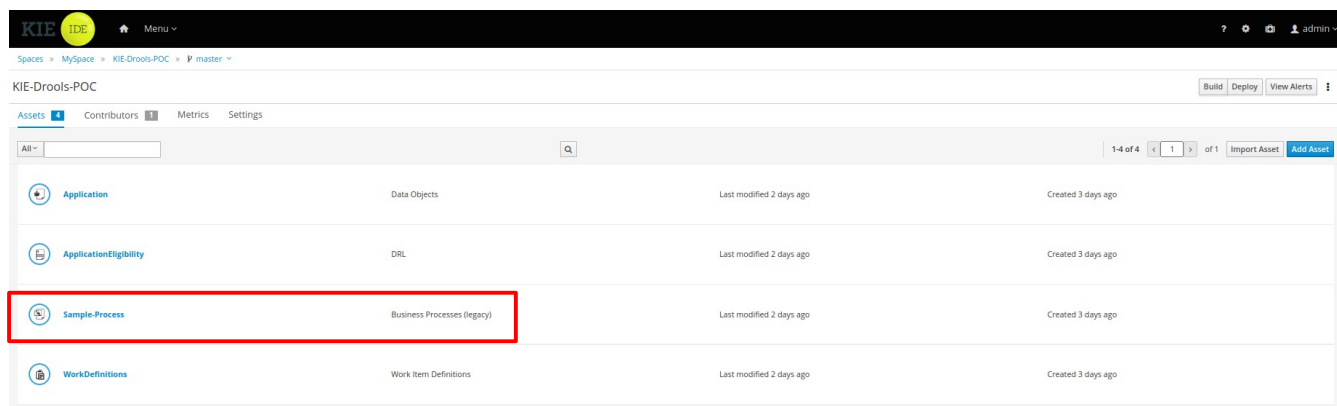 KIE IDE Menu ? admin
Spaces » MySpace » KIE-Drools-POC » master
KIE-Drools-POC Build Deploy View Alerts
Assets 4 Contributors 1 Metrics Settings
All 1-4 of 4 < 1 > of 1 Import Asset Add Asset
Application Data Objects Last modified 2 days ago Created 3 days ago
ApplicationEligibility DRL Last modified 2 days ago Created 3 days ago
Sample-Process Business Processes (legacy) Last modified 2 days ago Created 3 days ago
WorkDefinitions Work Item Definitions Last modified 2 days ago Created 3 days ago